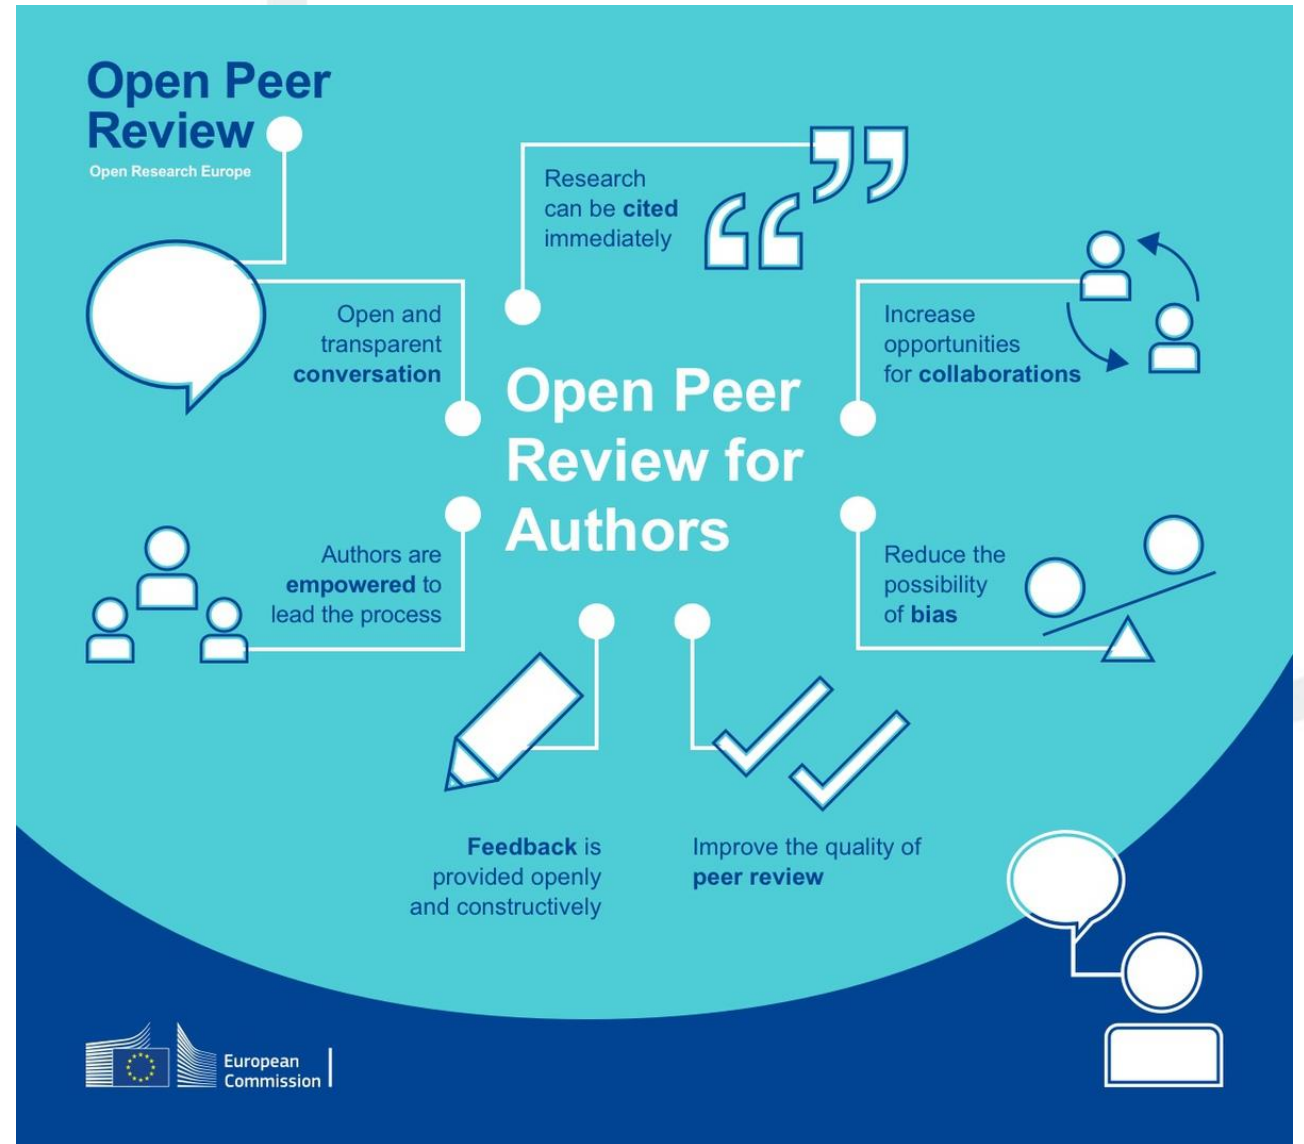 Open Peer
Review
Open Research Europe
Research
can be cited
immediately
Open and
transparent
conversation
Increase
opportunities
for collaborations
Open Peer
Review for
Authors
Authors are
empowered to
lead the process
Reduce the
possibility
of bias
Feedback is
provided openly
and constructively
Improve the quality of
peer review
European
Commission